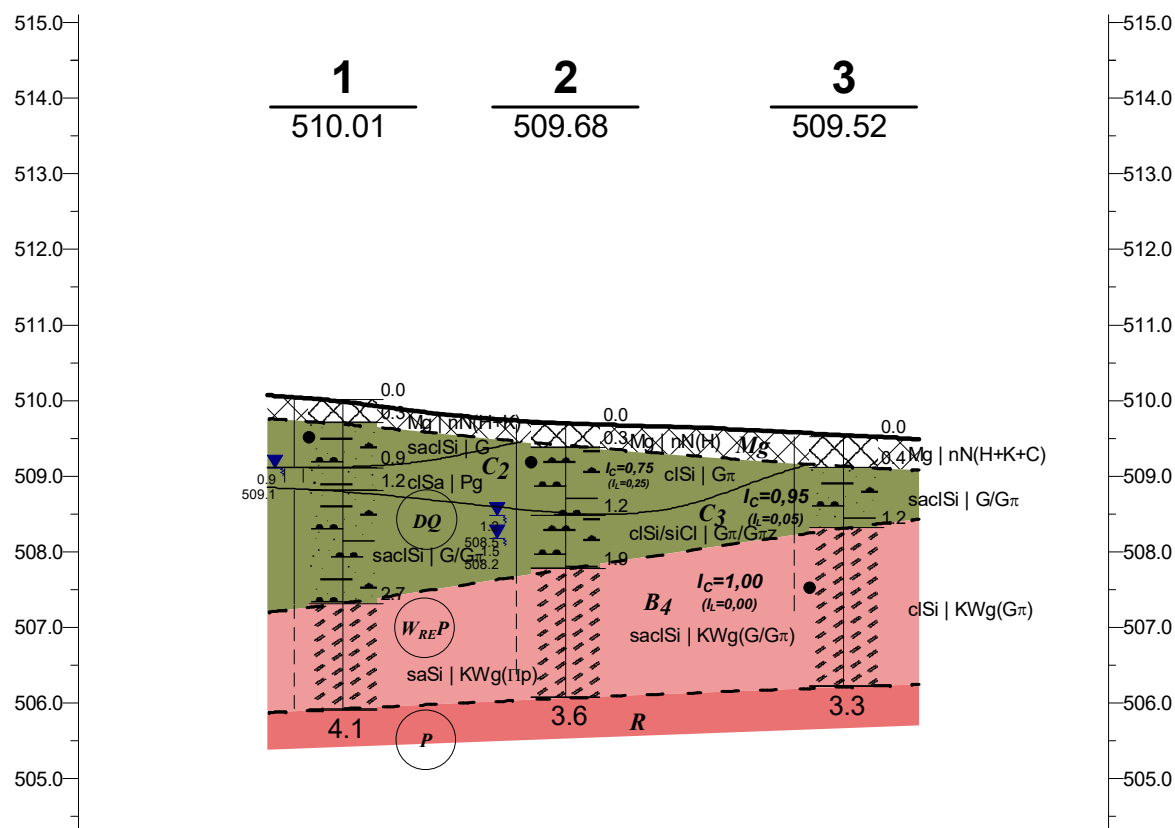 515.0
515.0
1
2
3
510.01
509.68
509.52
514.0
514.0
513.0
513.0
512.0
512.0
511.0
511.0
510.0
510.0
0.0
0.3
Mg | nN(H+K)
0.0
0.3
Mg | nN(H)
Mg
0.0
0.4
Mg | nN(H+K+C)
saclSi | G
0.9
C2
IC=0,75
(IL=0,25)
clSi | Gπ
509.0
509.0
0.9
509.1
1.2
clSa | Pg
1.2
C3
IC=0,95
(IL=0,05)
saclSi | G/Gπ
1.2
DQ
508.5
1.5
508.2
saclSi | G/Gπ
clSi/siCl | Gπ/Gπz
508.0
508.0
1.9
2.7
IC=1,00
(IL=0,00)
B4
clSi | KWg(Gπ)
507.0
507.0
WREP
saclSi | KWg(G/Gπ)
saSi | KWg(Πp)
506.0
506.0
4.1
3.6
3.3
P
R
505.0
505.0